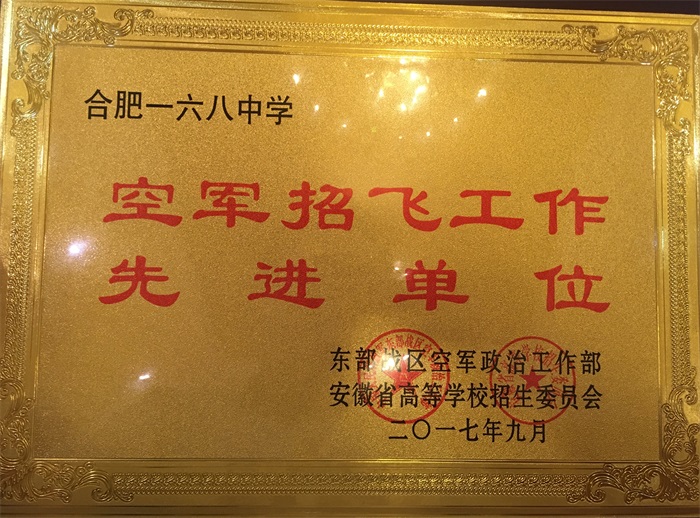 合肥一六八中学
空军招飞工作
先进单位
东部战区空军政治工作部
安徽省高等学校招生委员会
二〇一七年九月